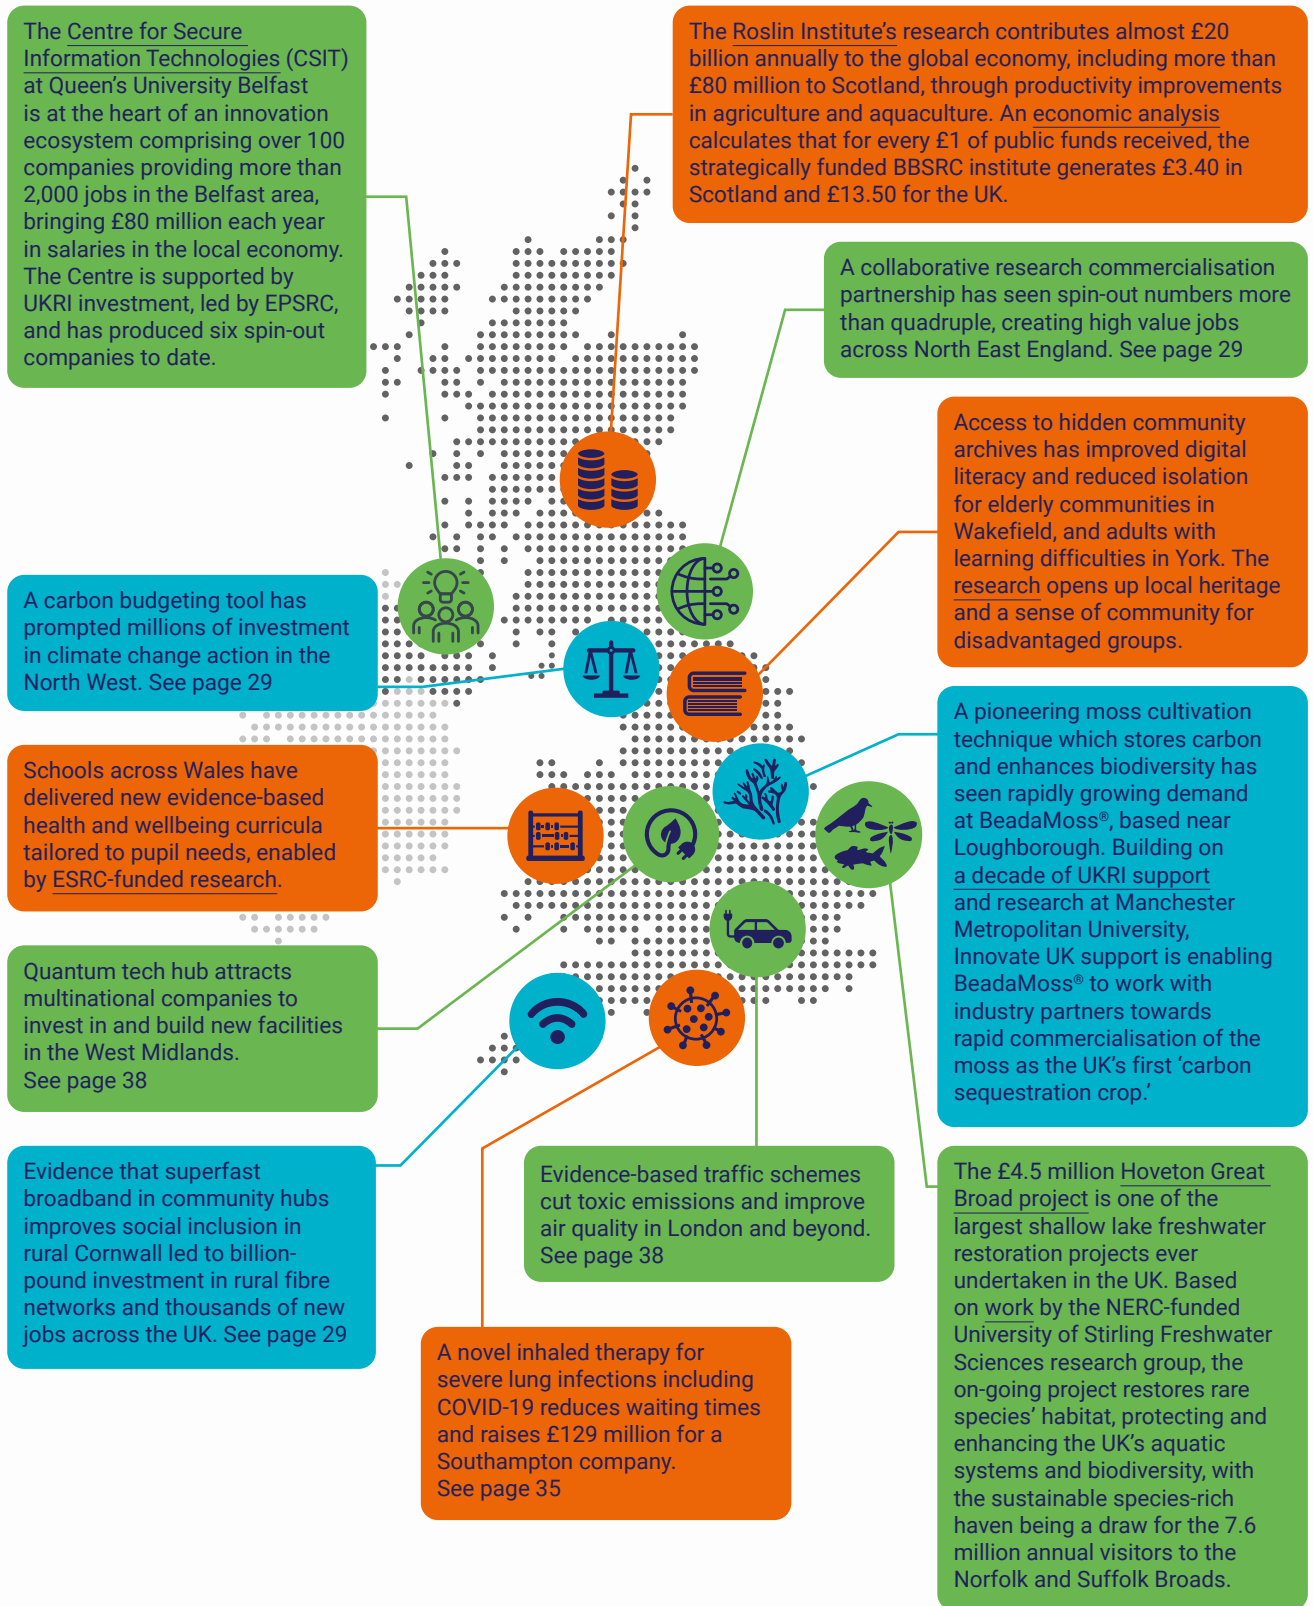 The Centre for Secure
Information Technologies (CSIT)
at Queen's University Belfast
is at the heart of an innovation
ecosystem comprising over 100
companies providing more than
2,000 jobs in the Belfast area,
bringing £80 million each year
in salaries in the local economy.
The Centre is supported by
UKRI investment, led by EPSRC,
and has produced six spin-out
companies to date.
The Roslin Institute's research contributes almost £20
billion annually to the global economy, including more than
£80 million to Scotland, through productivity improvements
in agriculture and aquaculture. An economic analysis
calculates that for every £1 of public funds received, the
strategically funded BBSRC institute generates £3.40 in
Scotland and £13.50 for the UK.
A collaborative research commercialisation
partnership has seen spin-out numbers more
than quadruple, creating high value jobs
across North East England. See page 29
Access to hidden community
archives has improved digital
literacy and reduced isolation
for elderly communities in
Wakefield, and adults with
learning difficulties in York. The
research opens up local heritage
and a sense of community for
disadvantaged groups.
A carbon budgeting tool has
prompted millions of investment
in climate change action in the
North West. See page 29
A pioneering moss cultivation
technique which stores carbon
and enhances biodiversity has
seen rapidly growing demand
at BeadaMoss®, based near
Loughborough. Building on
a decade of UKRI support
and research at Manchester
Metropolitan University,
Innovate UK support is enabling
BeadaMoss® to work with
industry partners towards
rapid commercialisation of the
moss as the UK's first 'carbon
sequestration crop.'
Schools across Wales have
delivered new evidence-based
health and wellbeing curricula
tailored to pupil needs, enabled
by ESRC-funded research.
Quantum tech hub attracts
multinational companies to
invest in and build new facilities
in the West Midlands.
See page 38
Evidence that superfast
broadband in community hubs
improves social inclusion in
rural Cornwall led to billion-
pound investment in rural fibre
networks and thousands of new
jobs across the UK. See page 29
Evidence-based traffic schemes
cut toxic emissions and improve
air quality in London and beyond.
See page 38
The £4.5 million Hoveton Great
Broad project is one of the
largest shallow lake freshwater
restoration projects ever
undertaken in the UK. Based
on work by the NERC-funded
University of Stirling Freshwater
Sciences research group, the
on-going project restores rare
species' habitat, protecting and
enhancing the UK's aquatic
systems and biodiversity, with
the sustainable species-rich
haven being a draw for the 7.6
million annual visitors to the
Norfolk and Suffolk Broads.
A novel inhaled therapy for
severe lung infections including
COVID-19 reduces waiting times
and raises £129 million for a
Southampton company.
See page 35